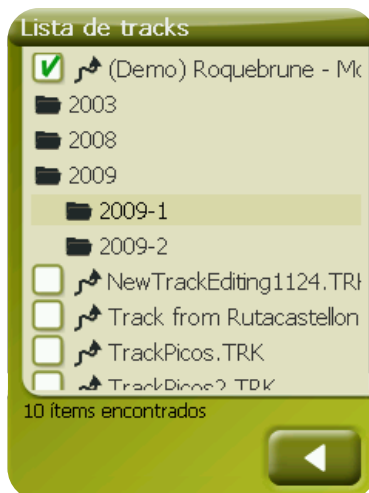 Lista de tracks
(Demo) Roquebrune - Mo
2003
2008
2009
2009-1
2009-2
NewTrackEditing1124.TRK
Track from Rutacastellon
TrackPicos.TRK
TrackPicos2.TRK
10 ítems encontrados